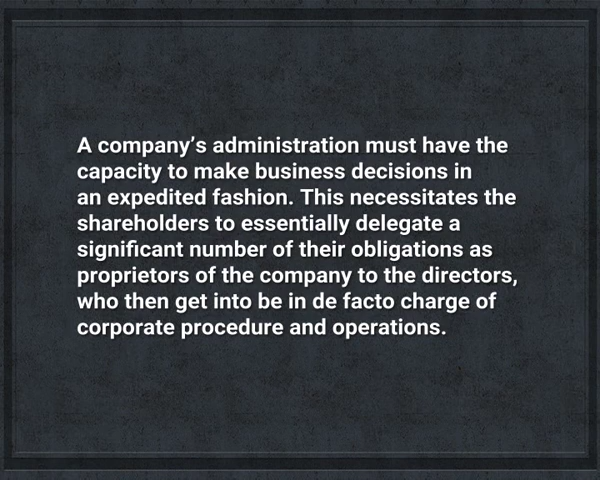 A company’s administration must have the
capacity to make business decisions in
an expedited fashion. This necessitates the
shareholders to essentially delegate a
significant number of their obligations as
proprietors of the company to the directors,
who then get into be in de facto charge of
corporate procedure and operations.